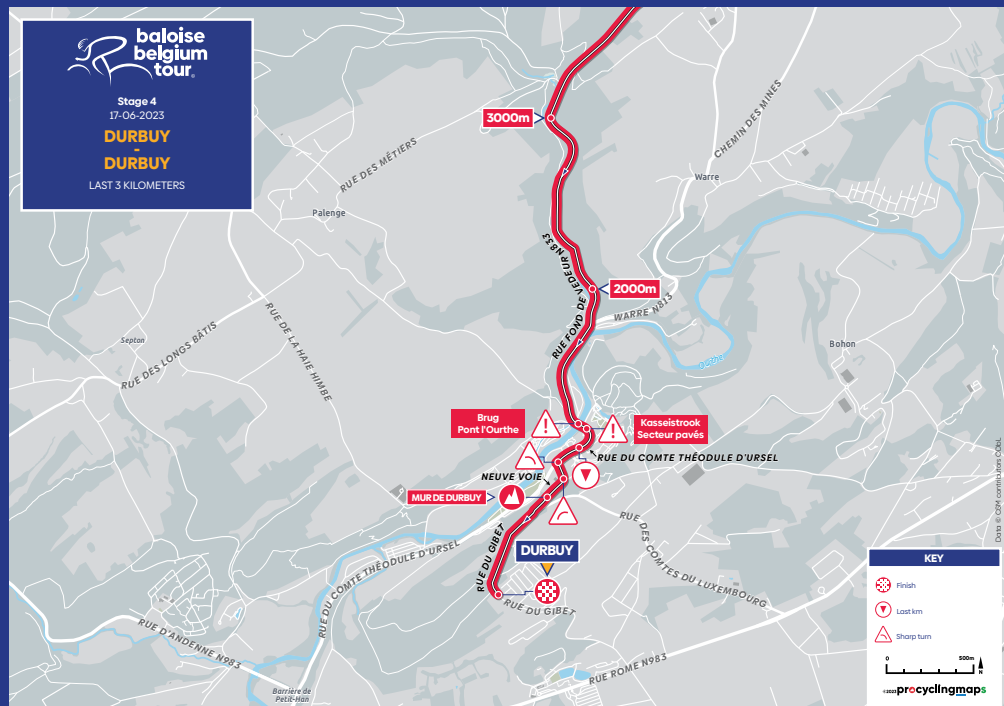 baloise
belgium
tour
Stage 4
17-06-2023
DURBUY
-
DURBUY
LAST 3 KILOMETERS
3000m
CHEMIN DES MINES
RUE DES MÉTIERS
Warre
Palenge
RUE FOND DE VEDEUR N833
2000m
WARRE N813
RUE DE LA HAIE HIMBE
Septon
RUE DES LONGS BÂTIS
Bohon
Ourthe
Brug
Pont l'Ourthe
!
!
Kasseistrook
Secteur pavés
RUE DU COMTE THÉODULE D'URSEL
NEUVE VOIE
MUR DE DURBUY
RUE DU GIBET
DURBUY
RUE DES COMTES DU LUXEMBOURG
RUE DU COMTE THÉODULE D'URSEL
RUE DU GIBET
RUE D'ANDENNE N983
RUE ROME N983
Barrière de
Petit-Han
Data © OSM contributors ODbL
KEY
Finish
Last km
Sharp turn
0 500m
N
©2023 procyclingmaps